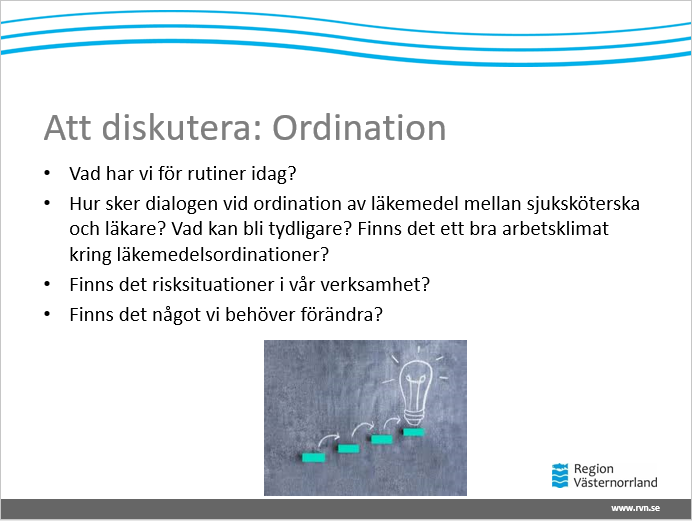 Att diskutera: Ordination
• Vad har vi för rutiner idag?
• Hur sker dialogen vid ordination av läkemedel mellan sjuksköterska
och läkare? Vad kan bli tydligare? Finns det ett bra arbetsklimat
kring läkemedelsordinationer?
• Finns det risksituationer i vår verksamhet?
• Finns det något vi behöver förändra?
Region
Västernorrland
www.rvn.se